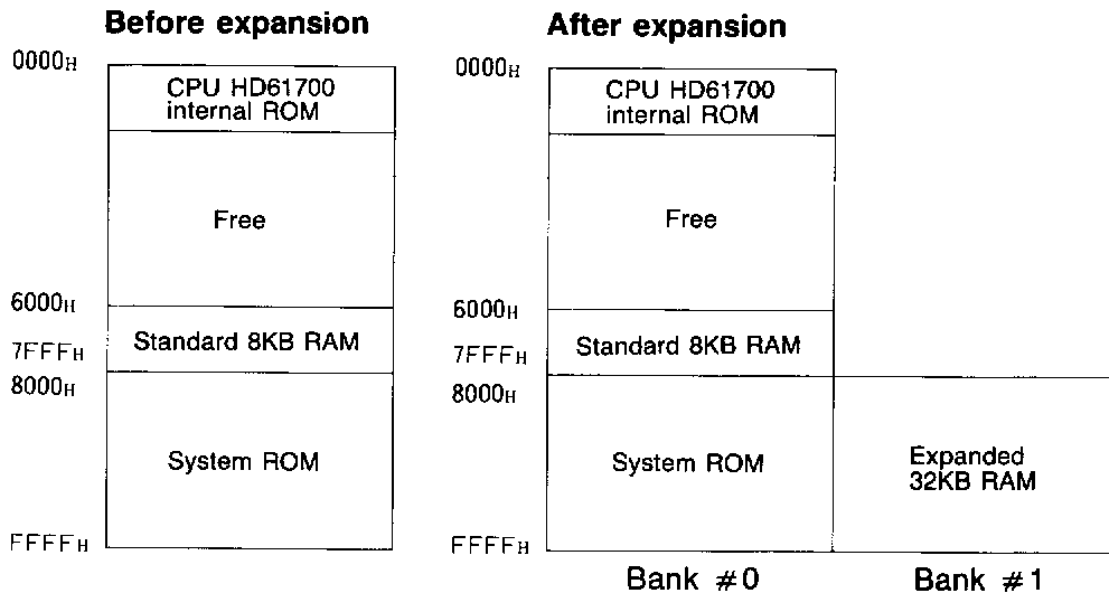 Before expansion
0000H
CPU HD61700
internal ROM
Free
6000H
Standard 8KB RAM
7FFFH
8000H
System ROM
FFFFH
After expansion
0000H
CPU HD61700
internal ROM
Free
6000H
Standard 8KB RAM
7FFFH
8000H
System ROM
Expanded
32KB RAM
FFFFH
Bank #0
Bank #1